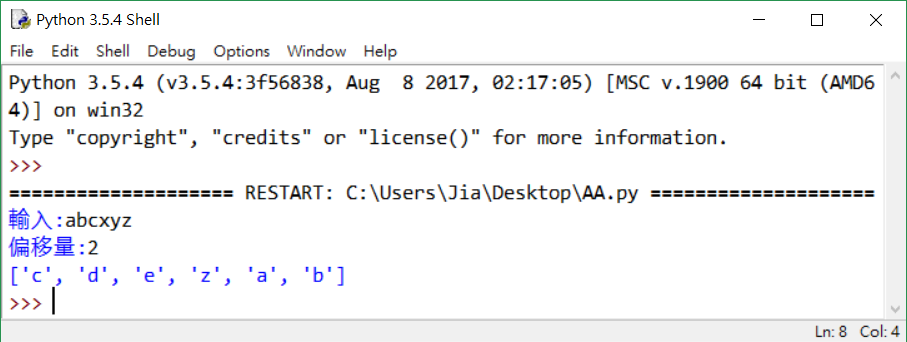 Python 3.5.4 Shell
File Edit Shell Debug Options Window Help
Python 3.5.4 (v3.5.4:3f56838, Aug  8 2017, 02:17:05) [MSC v.1900 64 bit (AMD6
4)] on win32
Type "copyright", "credits" or "license()" for more information.
>>>
==================== RESTART: C:\Users\Jia\Desktop\AA.py ====================
輸入:abcxyz
偏移量:2
['c', 'd', 'e', 'z', 'a', 'b']
>>>
Ln: 8 Col: 4